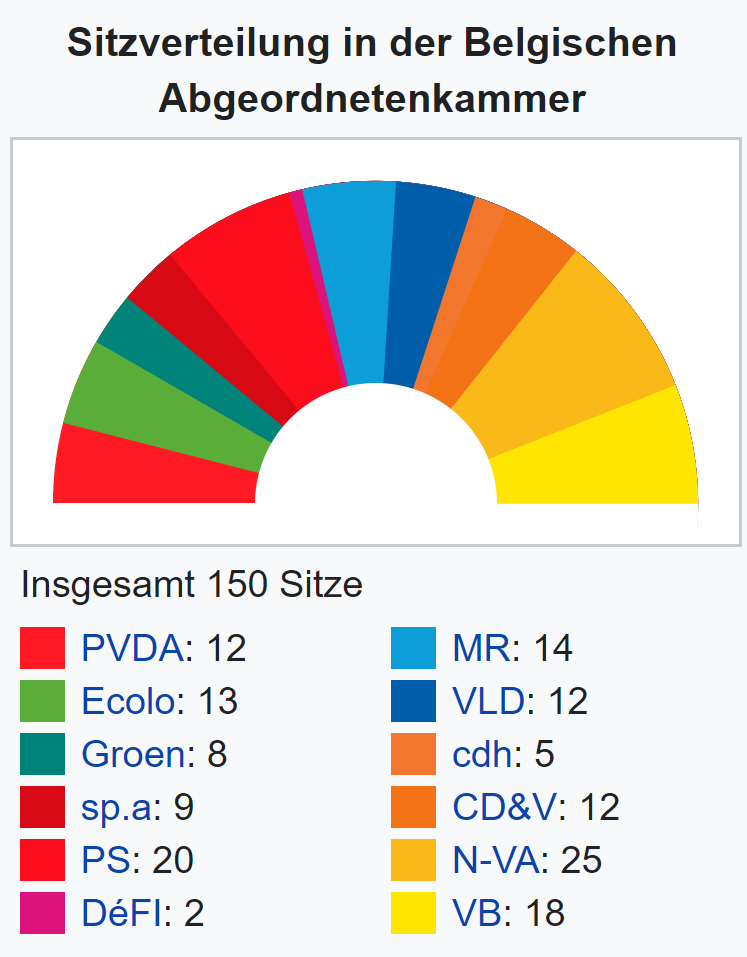 Sitzverteilung in der Belgischen
Abgeordnetenkammer
Insgesamt 150 Sitze
PVDA: 12
Ecolo: 13
Groen: 8
sp.a: 9
PS: 20
DéFI: 2
MR: 14
VLD: 12
cdh: 5
CD&V: 12
N-VA: 25
VB: 18